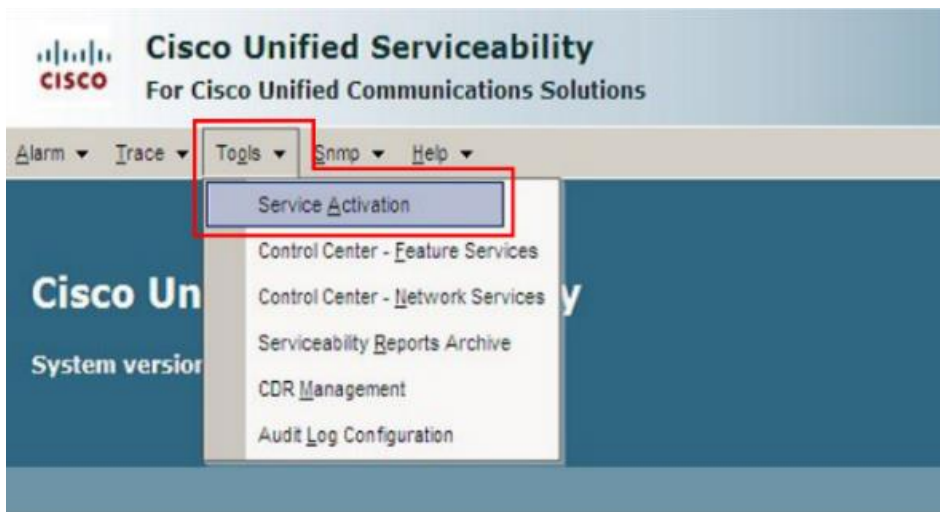 CISCO
Cisco Unified Serviceability
For Cisco Unified Communications Solutions
Alarm Trace Tools Snmp Help
Service Activation
Control Center - Feature Services
Control Center - Network Services
Serviceability Reports Archive
CDR Management
Audit Log Configuration
Cisco Un y
System version